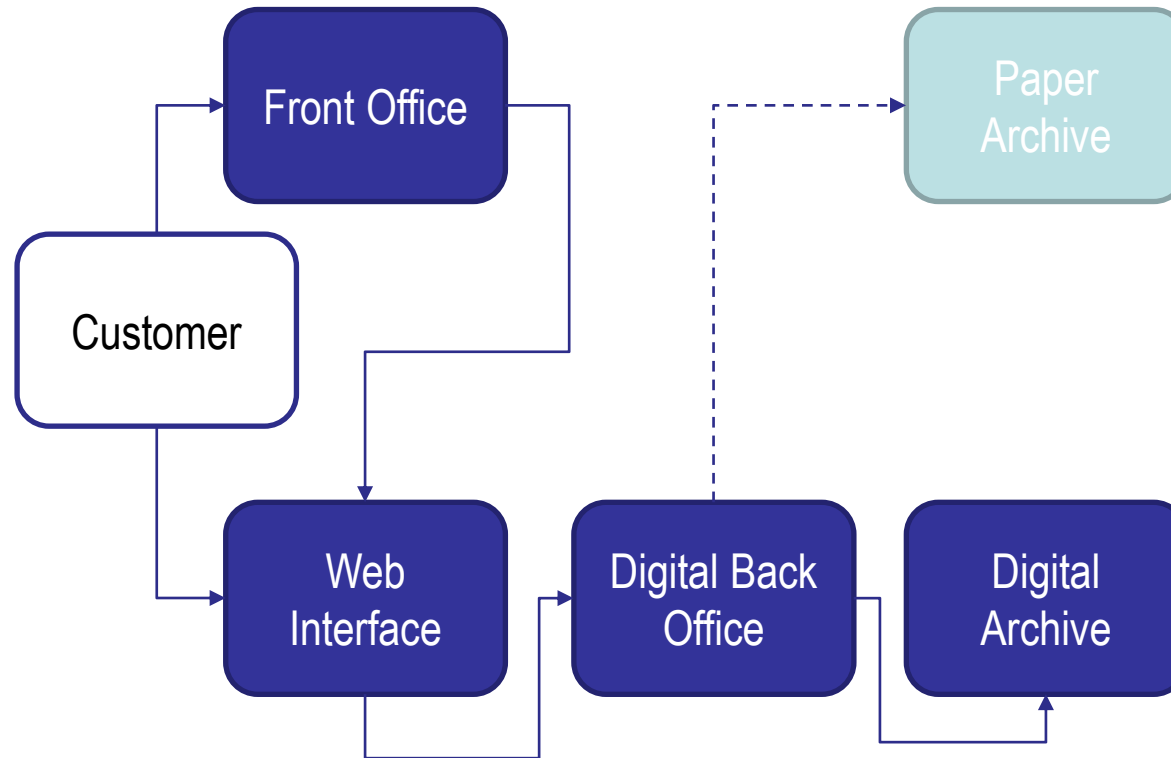 Front Office
Paper
Archive
Customer
Web
Interface
Digital Back
Office
Digital
Archive